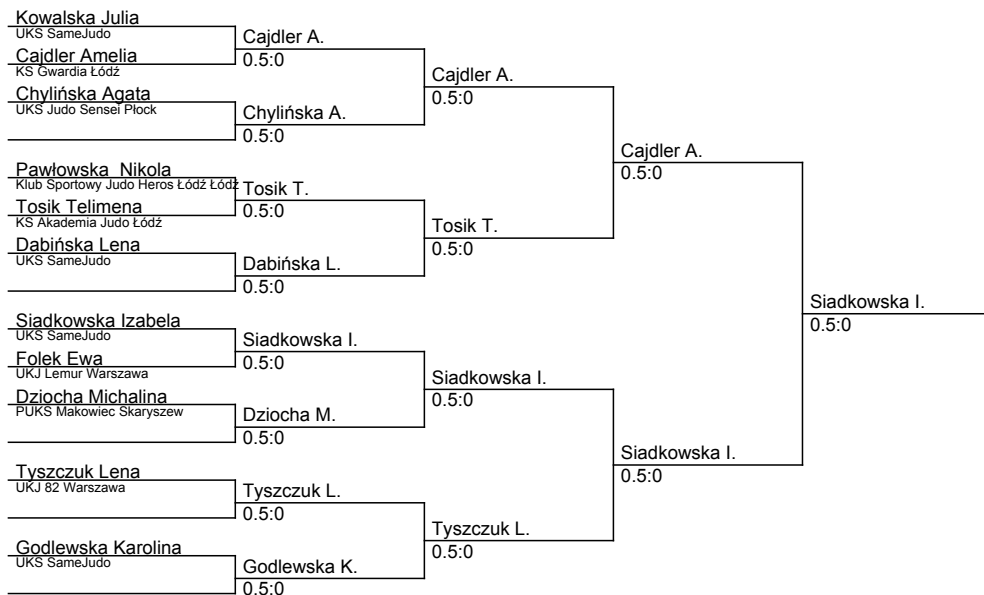 Kowalska Julia
UKS SameJudo
Cajdler Amelia
KS Gwardia Łódź
Chylińska Agata
UKS Judo Sensei Płock
Pawłowska  Nikola
Klub Sportowy Judo Heros Łódź Łódź
Tosik Telimena
KS Akademia Judo Łódź
Dabińska Lena
UKS SameJudo
Siadkowska Izabela
UKS SameJudo
Folek Ewa
UKJ Lemur Warszawa
Dziocha Michalina
PUKS Makowiec Skaryszew
Tyszczuk Lena
UKJ 82 Warszawa
Godlewska Karolina
UKS SameJudo
Cajdler A.
0.5:0
Chylińska A.
0.5:0
Tosik T.
0.5:0
Dabińska L.
0.5:0
Siadkowska I.
0.5:0
Dziocha M.
0.5:0
Tyszczuk L.
0.5:0
Godlewska K.
0.5:0
Cajdler A.
0.5:0
Tosik T.
0.5:0
Siadkowska I.
0.5:0
Tyszczuk L.
0.5:0
Cajdler A.
0.5:0
Siadkowska I.
0.5:0
Siadkowska I.
0.5:0